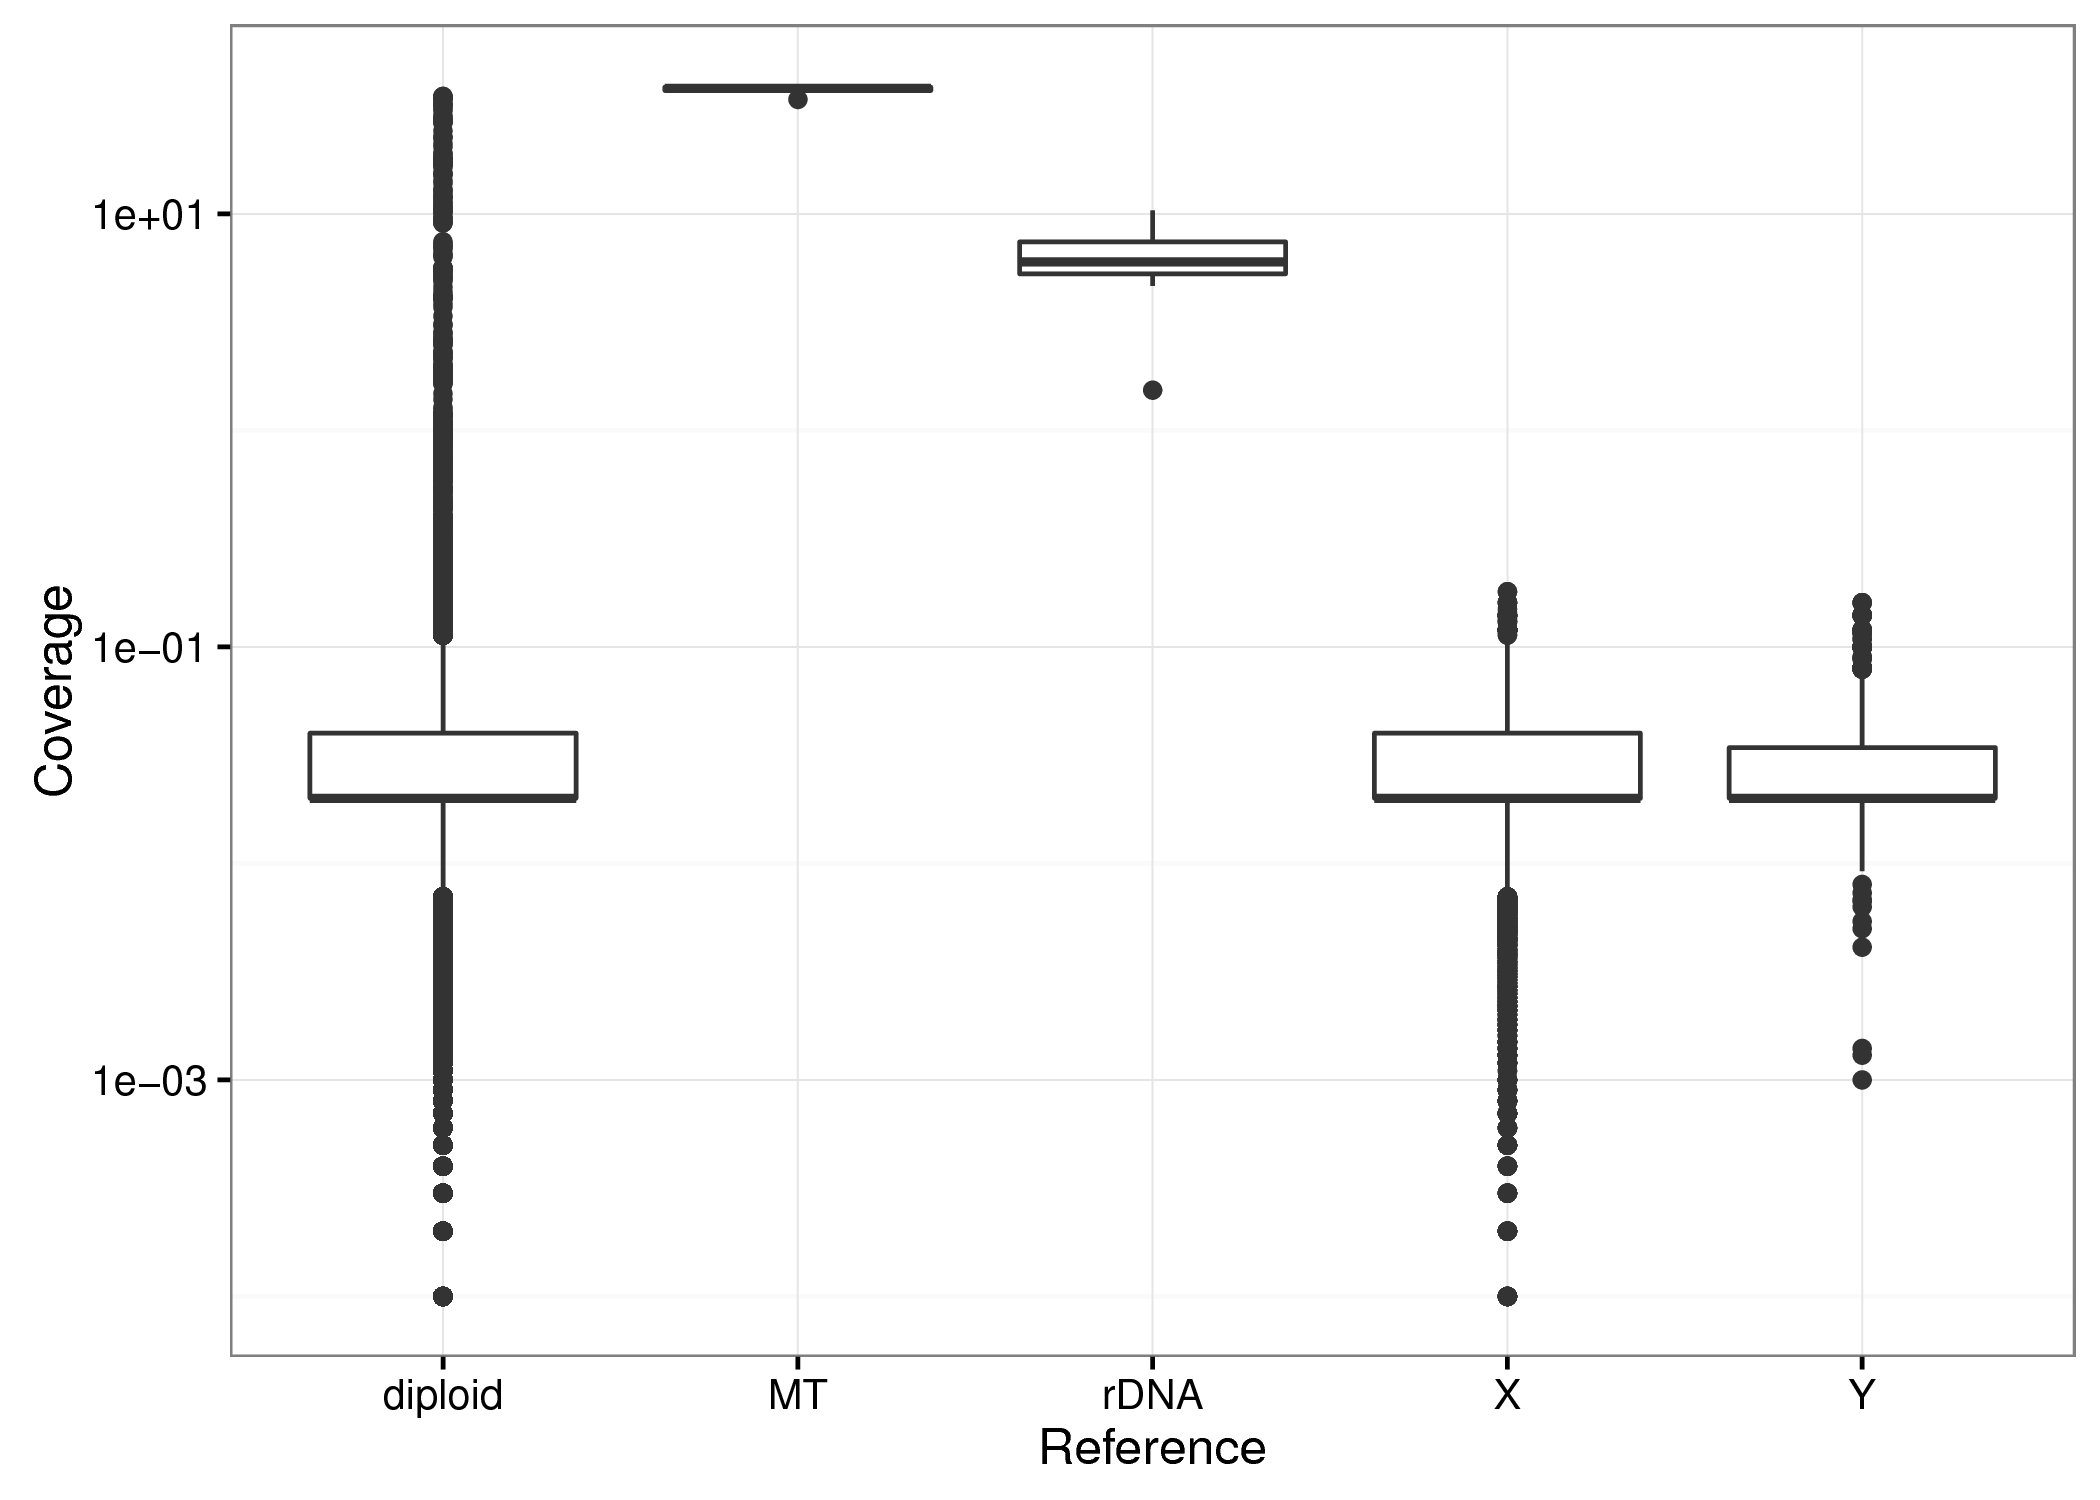 Coverage
1e+01
1e−01
1e−03
diploid MT rDNA X Y
Reference